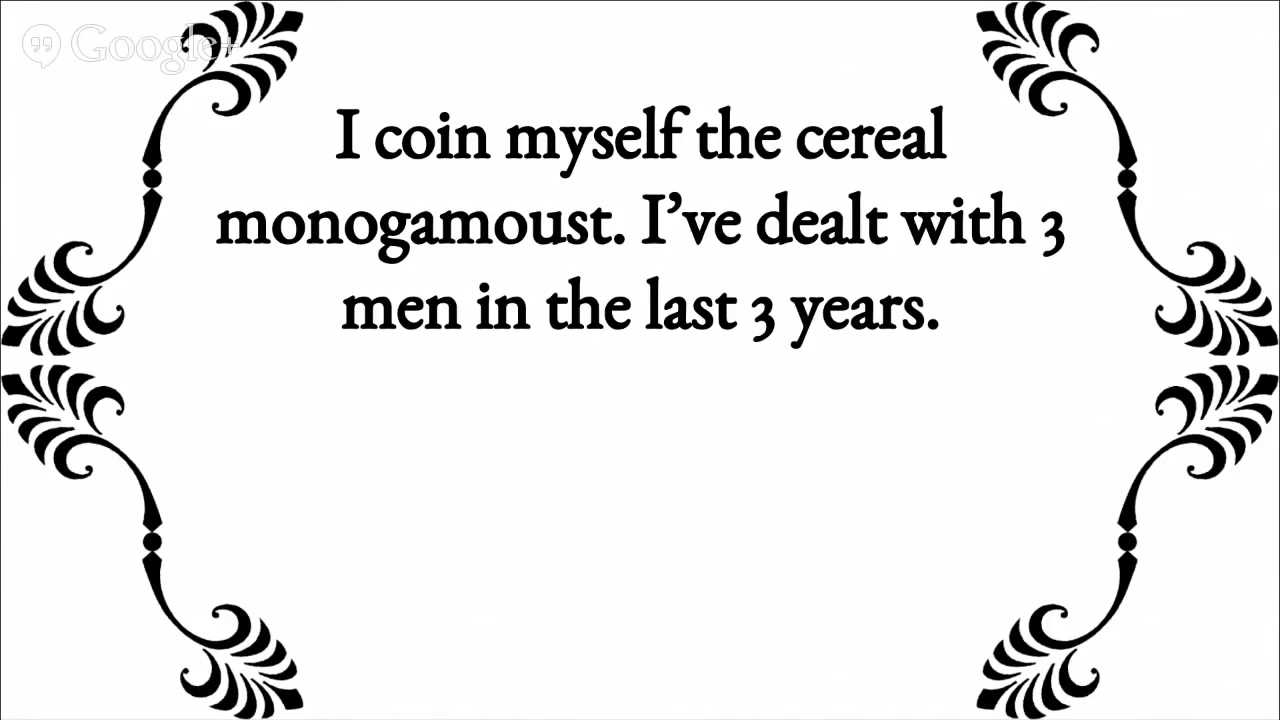 Google+
I coin myself the cereal
monogamoust. I’ve dealt with 3
men in the last 3 years.